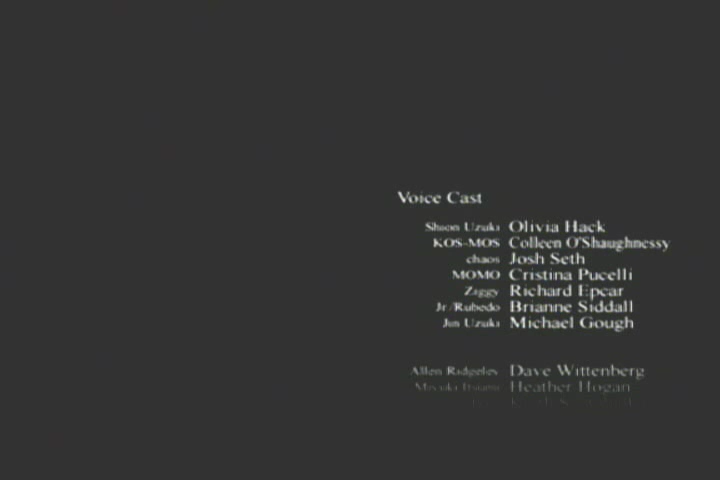 Voice Cast
Shion Uzuki Olivia Hack
KOS-MOS Colleen O'Shaughnessy
chaos Josh Seth
MOMO Cristina Pucelli
Ziggy Richard Epcar
Jr./Rubedo Brianne Siddall
Jin Uzuki Michael Gough
Allen Ridgeley Dave Wittenberg
Heather Hogan